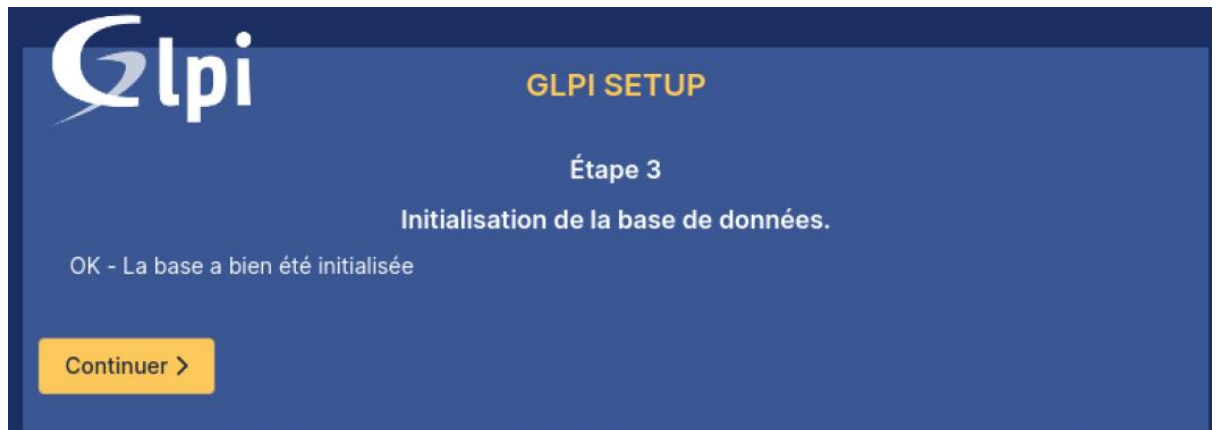 Glpi
GLPI SETUP
Étape 3
Initialisation de la base de données.
OK - La base a bien été initialisée
Continuer >